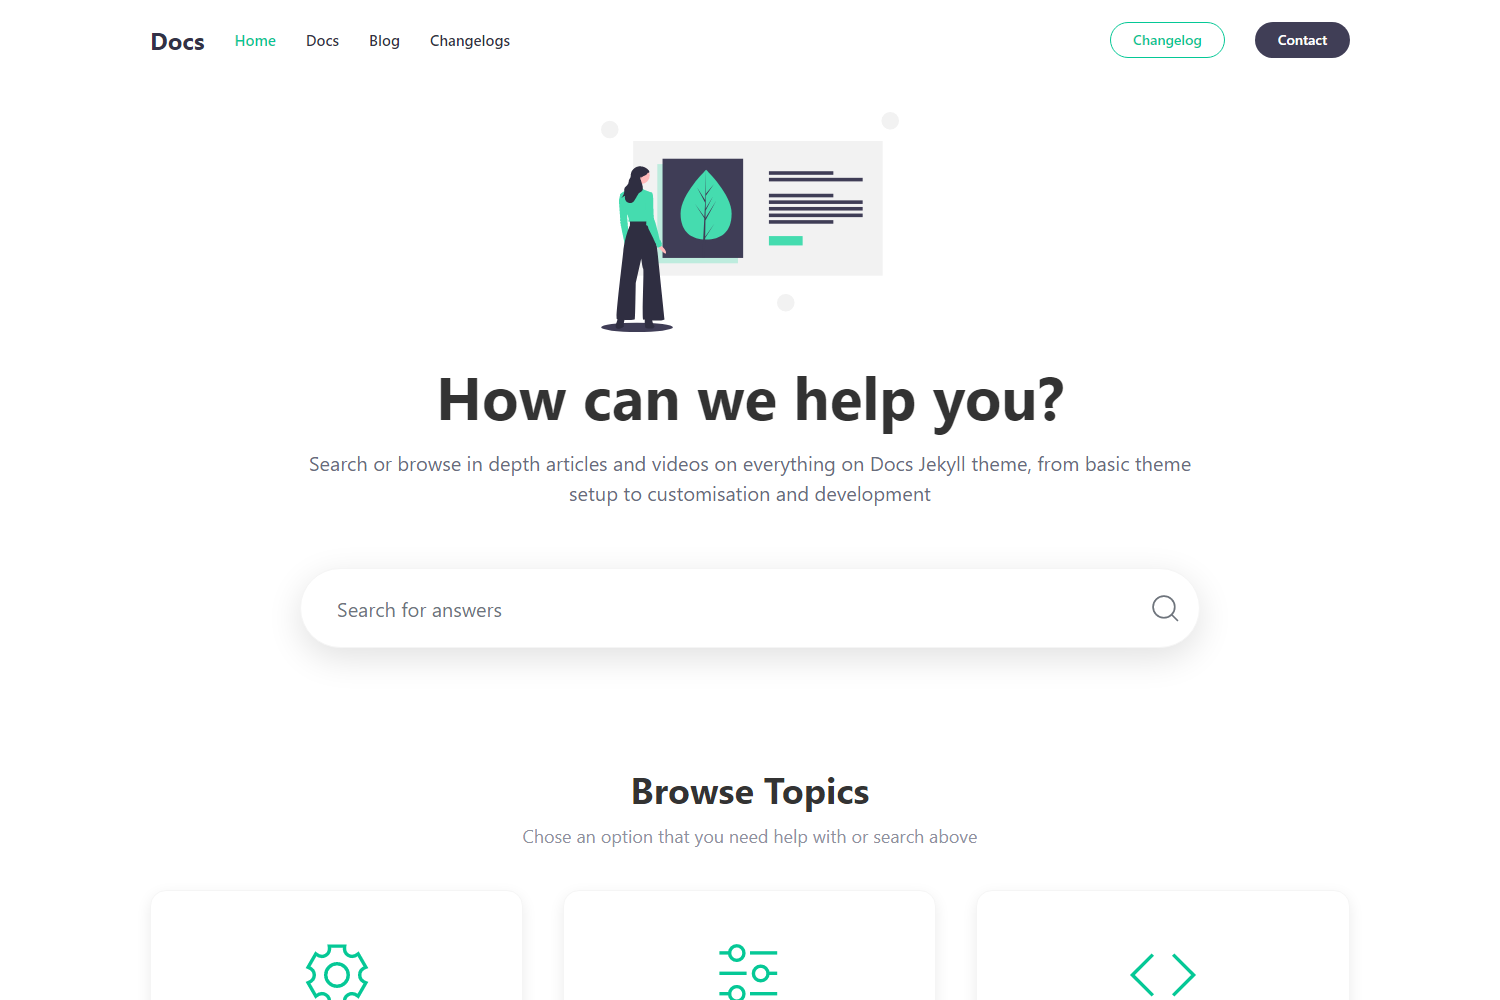 Docs Home Docs Blog Changelogs Changelog Contact
How can we help you?
Search or browse in depth articles and videos on everything on Docs Jekyll theme, from basic theme
setup to customisation and development
Search for answers
Browse Topics
Chose an option that you need help with or search above